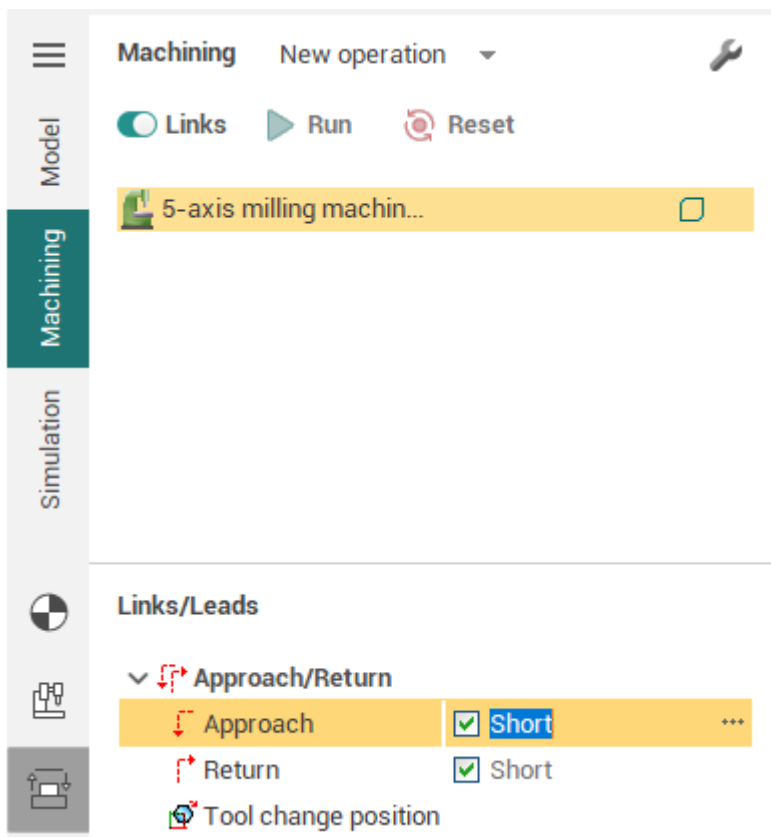 Machining New operation
Links Run Reset
Model
5-axis milling machin...
Machining
Simulation
Links/Leads
Approach/Return
Approach Short ...
Return Short
Tool change position